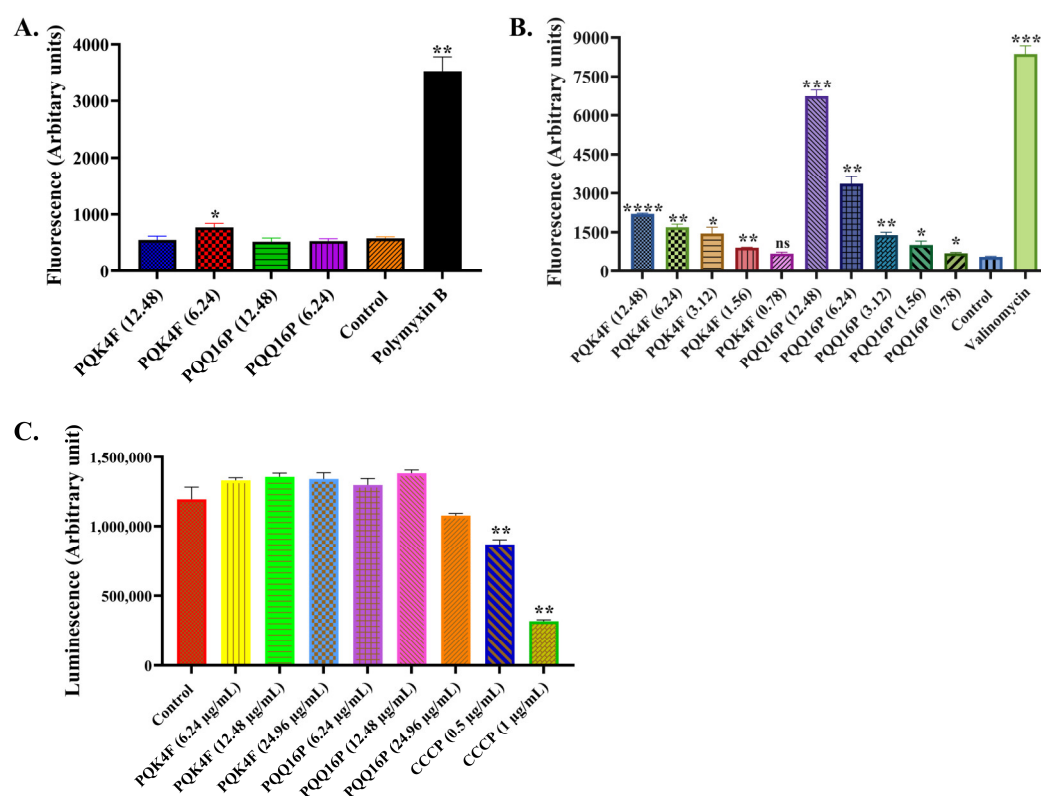 A.
Fluorescence (Arbitary units)
4000
3000
2000
1000
0
*
**
PQK4F (12.48)
PQK4F (6.24)
PQQ16P (12.48)
PQQ16P (6.24)
Control
Polymyxin B
B.
Fluorescence (Arbitrary units)
9000
7500
6000
4500
3000
1500
0
****
**
*
**
ns
***
**
**
*
*
***
PQK4F (12.48)
PQK4F (6.24)
PQK4F (3.12)
PQK4F (1.56)
PQK4F (0.78)
PQQ16P (12.48)
PQQ16P (6.24)
PQQ16P (3.12)
PQQ16P (1.56)
PQQ16P (0.78)
Control
Valinomycin
C.
Luminescence (Arbitrary unit)
1,500,000
1,000,000
500,000
0
**
**
Control
PQK4F (6.24 µg/mL)
PQK4F (12.48 µg/mL)
PQK4F (24.96 µg/mL)
PQQ16P (6.24 µg/mL)
PQQ16P (12.48 µg/mL)
PQQ16P (24.96 µg/mL)
CCCP (0.5 µg/mL)
CCCP (1 µg/mL)